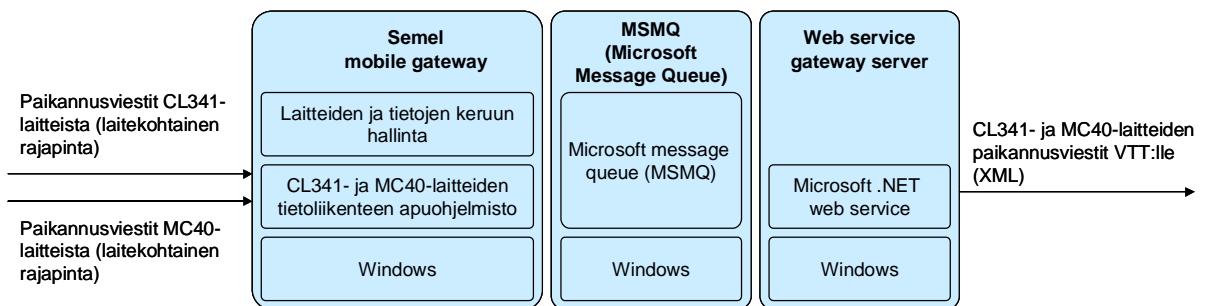 Semel
mobile gateway
MSMQ
(Microsoft
Message Queue)
Web service
gateway server
Paikannusviestit CL341-
laitteista (laitekohtainen
rajapinta)
Laitteiden ja tietojen keruun
hallinta
CL341- ja MC40-laitteiden
tietoliikenteen apuohjelmisto
Microsoft message
queue (MSMQ)
Microsoft .NET
web service
CL341- ja MC40-laitteiden
paikannusviestit VTT:lle
(XML)
Paikannusviestit MC40-
laitteista (laitekohtainen
rajapinta)
Windows
Windows
Windows